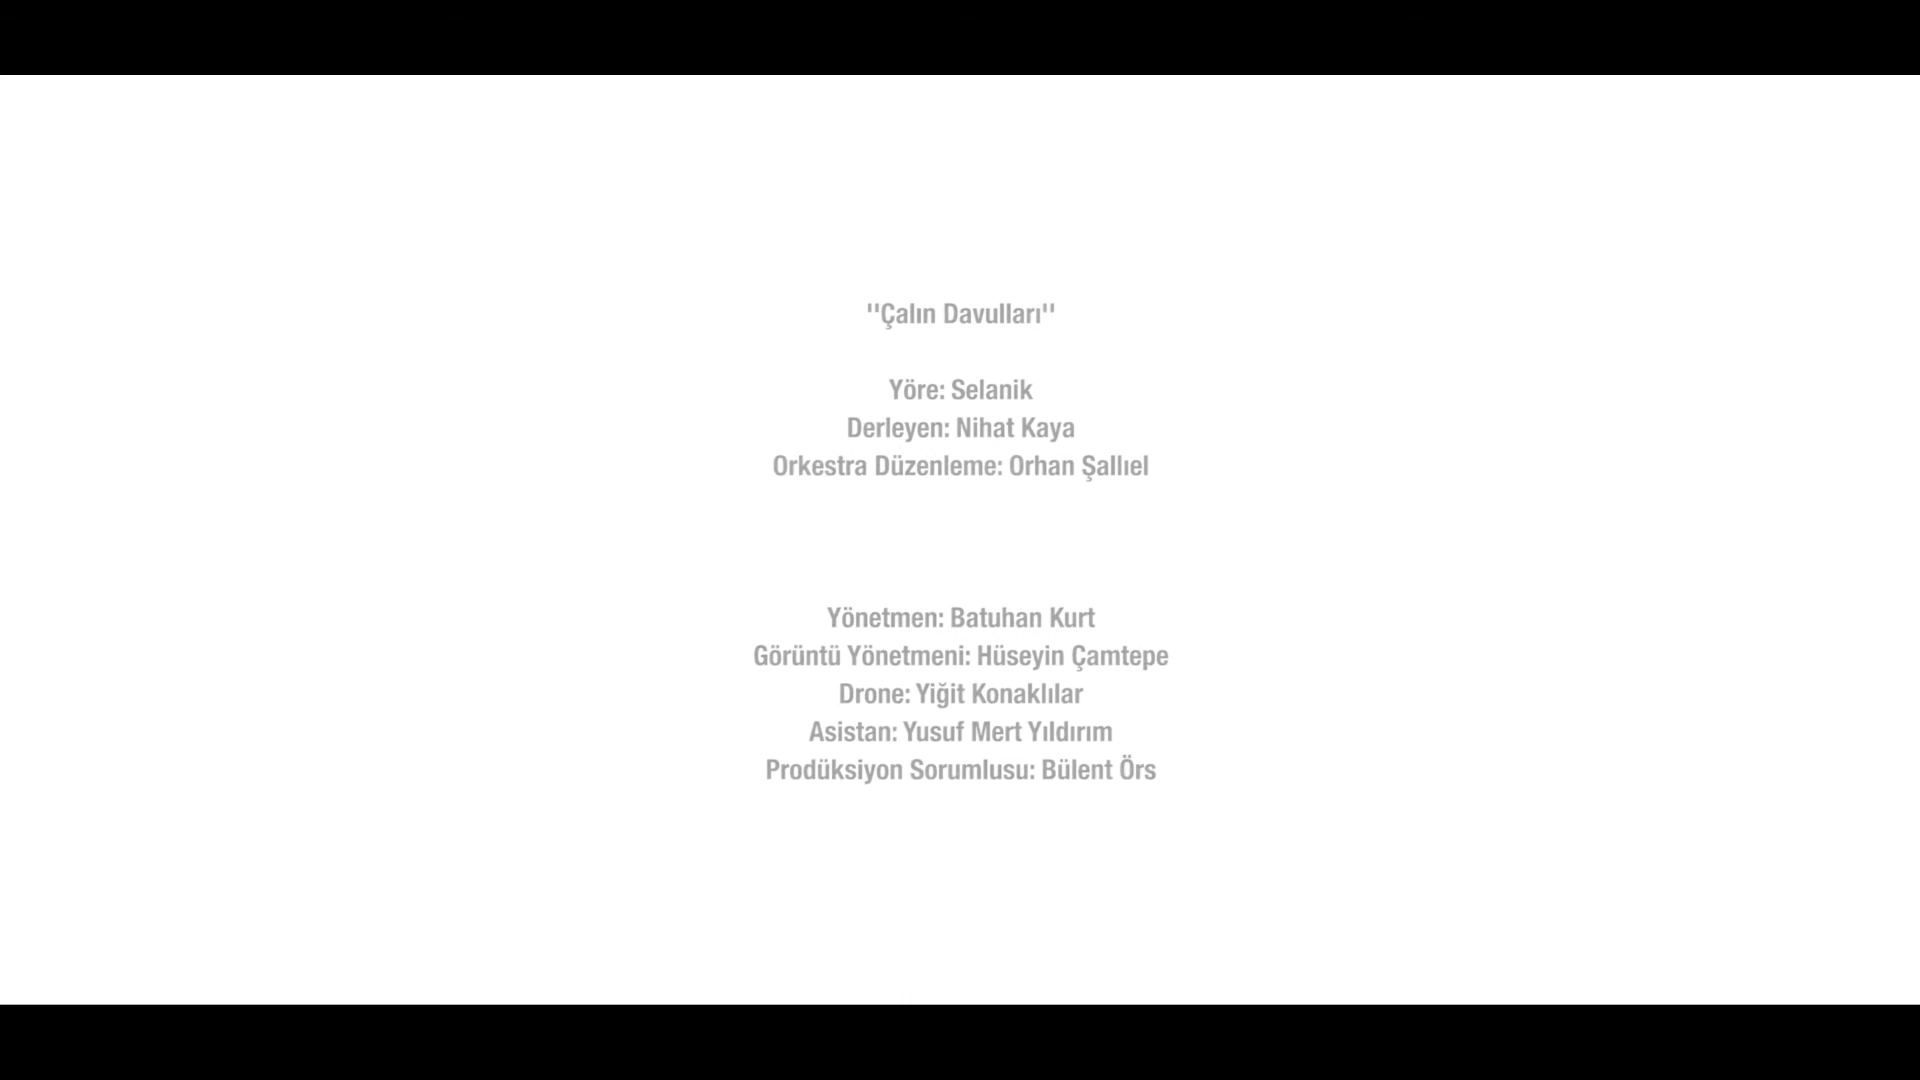 ''Çalın Davulları''
Yöre: Selanik
Derleyen: Nihat Kaya
Orkestra Düzenleme: Orhan Şallıel
Yönetmen: Batuhan Kurt
Görüntü Yönetmeni: Hüseyin Çamtepe
Drone: Yiğit Konaklılar
Asistan: Yusuf Mert Yıldırım
Prodüksiyon Sorumlusu: Bülent Örs